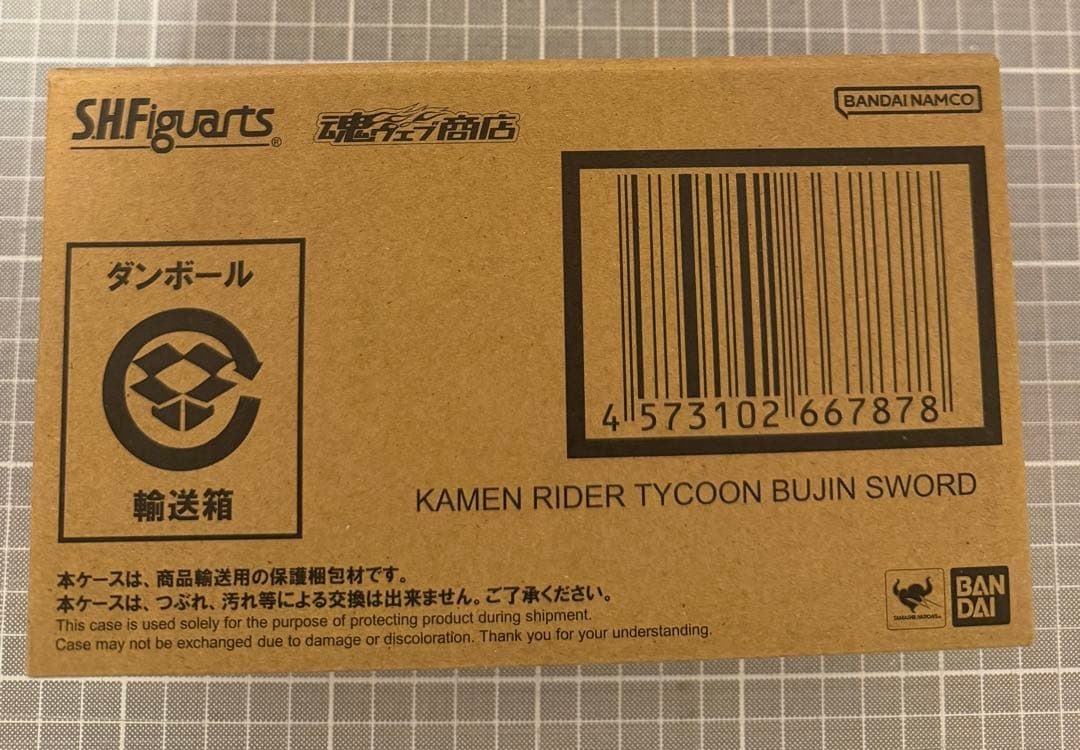 S.H.Figuarts®
魂ウェブ商店
BANDAI NAMCO
ダンボール
輸送箱
4 573102 667878
KAMEN RIDER TYCOON BUJIN SWORD
本ケースは、商品輸送用の保護梱包材です。
本ケースは、つぶれ、汚れ等による交換は出来ません。ご了承ください。
This case is used solely for the purpose of protecting product during shipment.
Case may not be exchanged due to damage or discoloration. Thank you for your understanding.
TAMASHII NATIONS
BAN
DAI